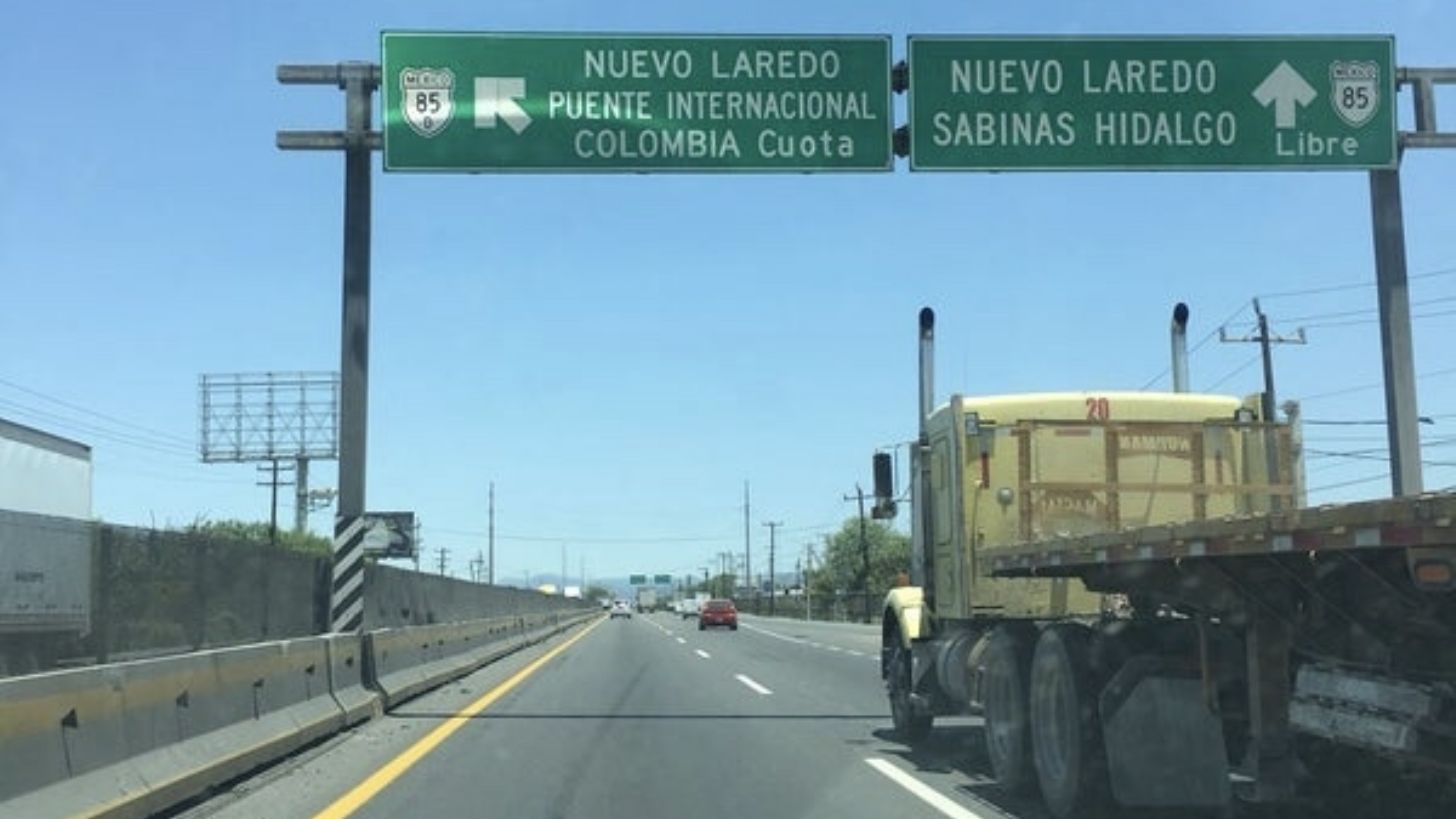 MEXICO
85
D
NUEVO LAREDO
PUENTE INTERNACIONAL
COLOMBIA Cuota
NUEVO LAREDO
SABINAS HIDALGO
Libre
MEXICO
85
20